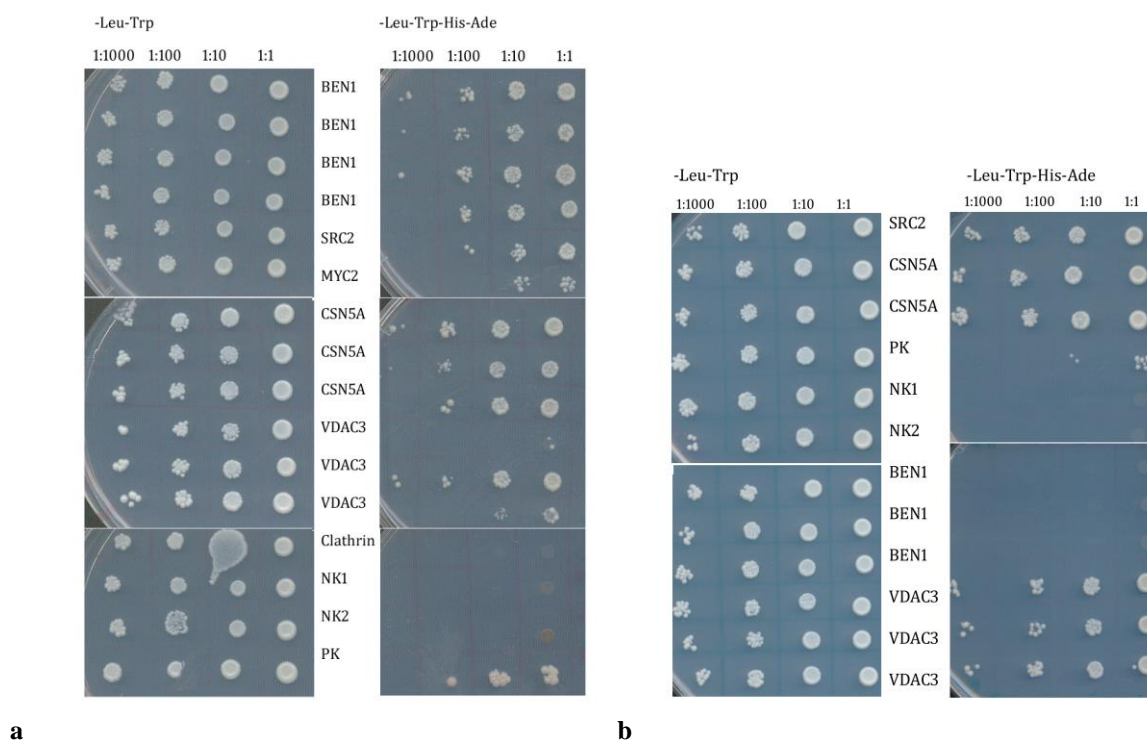 -Leu-Trp
-Leu-Trp-His-Ade
1:1000 1:100 1:10 1:1
1:1000 1:100 1:10 1:1
BEN1
BEN1
BEN1
BEN1
SRC2
MYC2
CSN5A
CSN5A
CSN5A
VDAC3
VDAC3
VDAC3
Clathrin
NK1
NK2
PK
a
-Leu-Trp
-Leu-Trp-His-Ade
1:1000 1:100 1:10 1:1
1:1000 1:100 1:10 1:1
SRC2
CSN5A
CSN5A
PK
NK1
NK2
BEN1
BEN1
BEN1
VDAC3
VDAC3
VDAC3
b